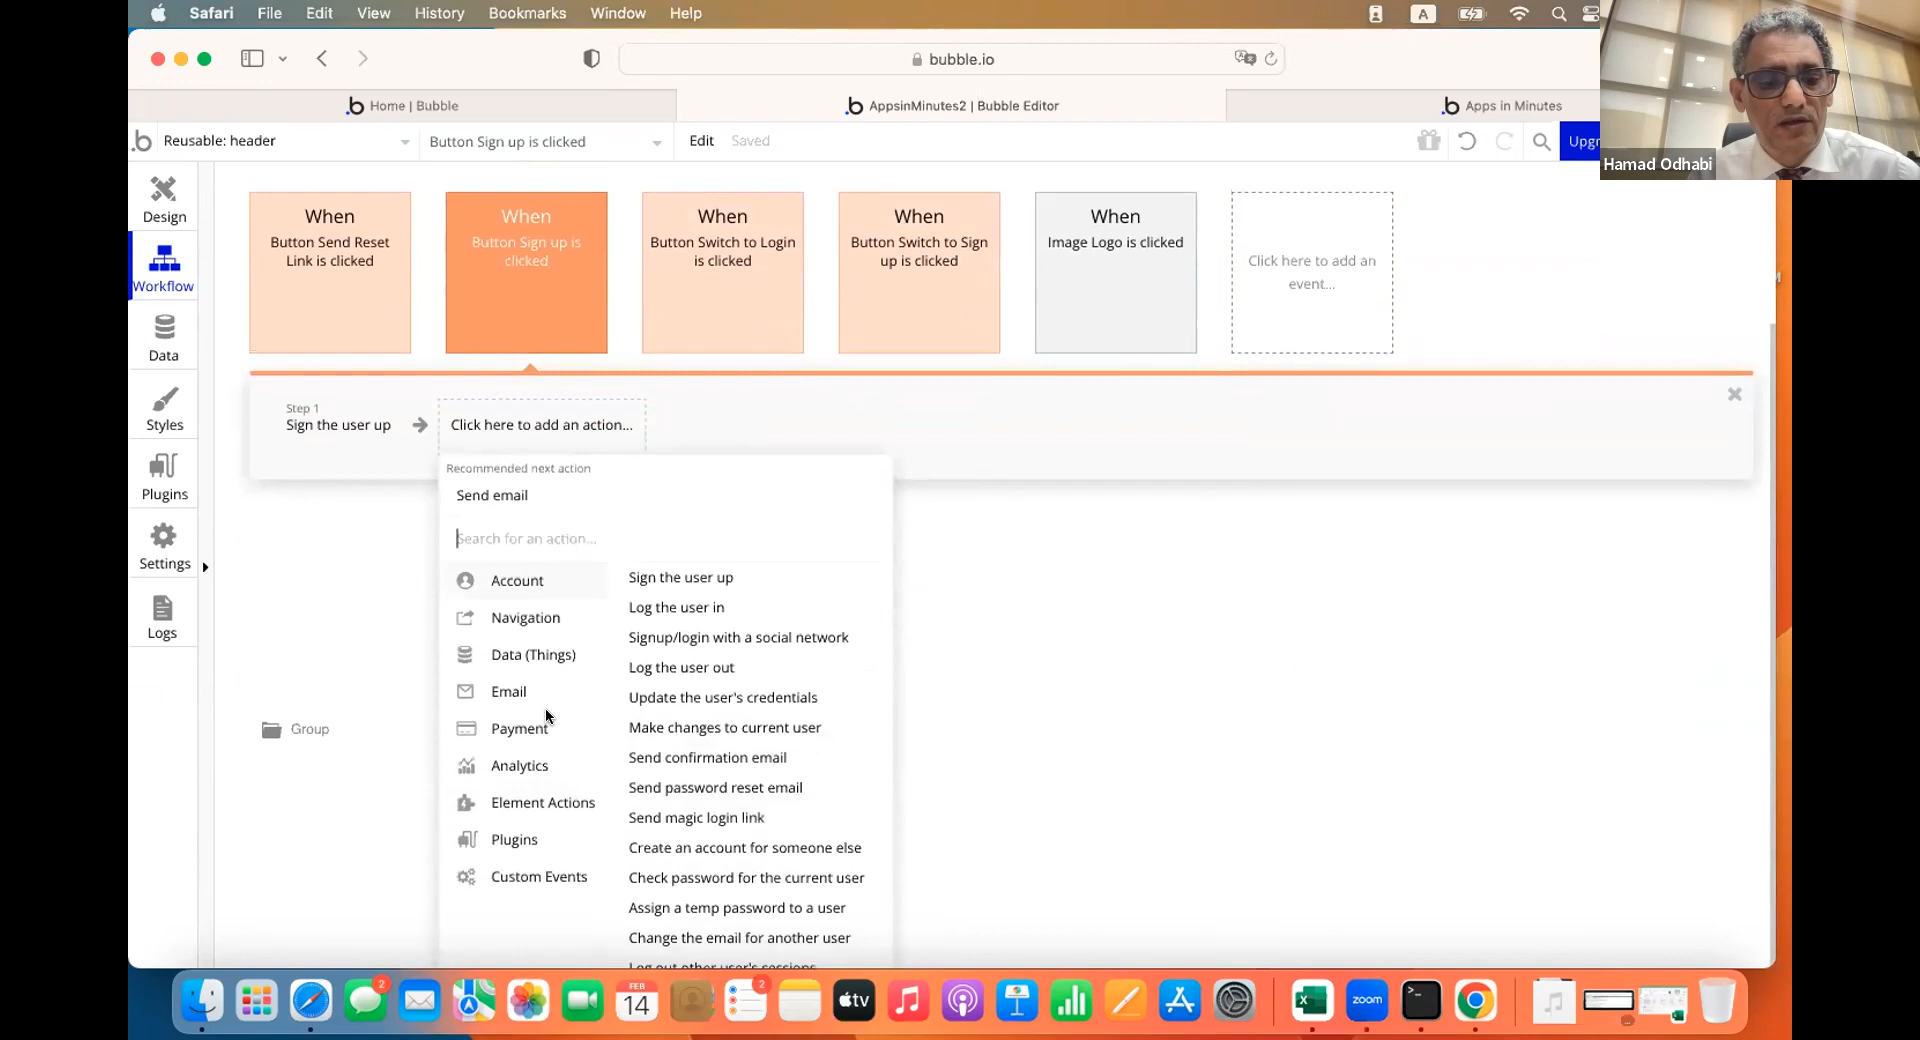 Safari File Edit View History Bookmarks Window Help
A
bubble.io
Home | Bubble
AppsinMinutes2 | Bubble Editor
Apps in Minutes
Reusable: header
Button Sign up is clicked
Edit
Saved
Hamad Odhabi
Design
Workflow
Data
Styles
Plugins
Settings
Logs
When
Button Send Reset
Link is clicked
When
Button Sign up is
clicked
When
Button Switch to Login
is clicked
When
Button Switch to Sign
up is clicked
When
Image Logo is clicked
Click here to add an
event...
Step 1
Sign the user up
Click here to add an action...
Recommended next action
Send email
Search for an action...
Account
Navigation
Data (Things)
Email
Payment
Analytics
Element Actions
Plugins
Custom Events
Sign the user up
Log the user in
Signup/login with a social network
Log the user out
Update the user's credentials
Make changes to current user
Send confirmation email
Send password reset email
Send magic login link
Create an account for someone else
Check password for the current user
Assign a temp password to a user
Change the email for another user
Log out other user's sessions
Group
2
FEB
14
2
tv
zoom